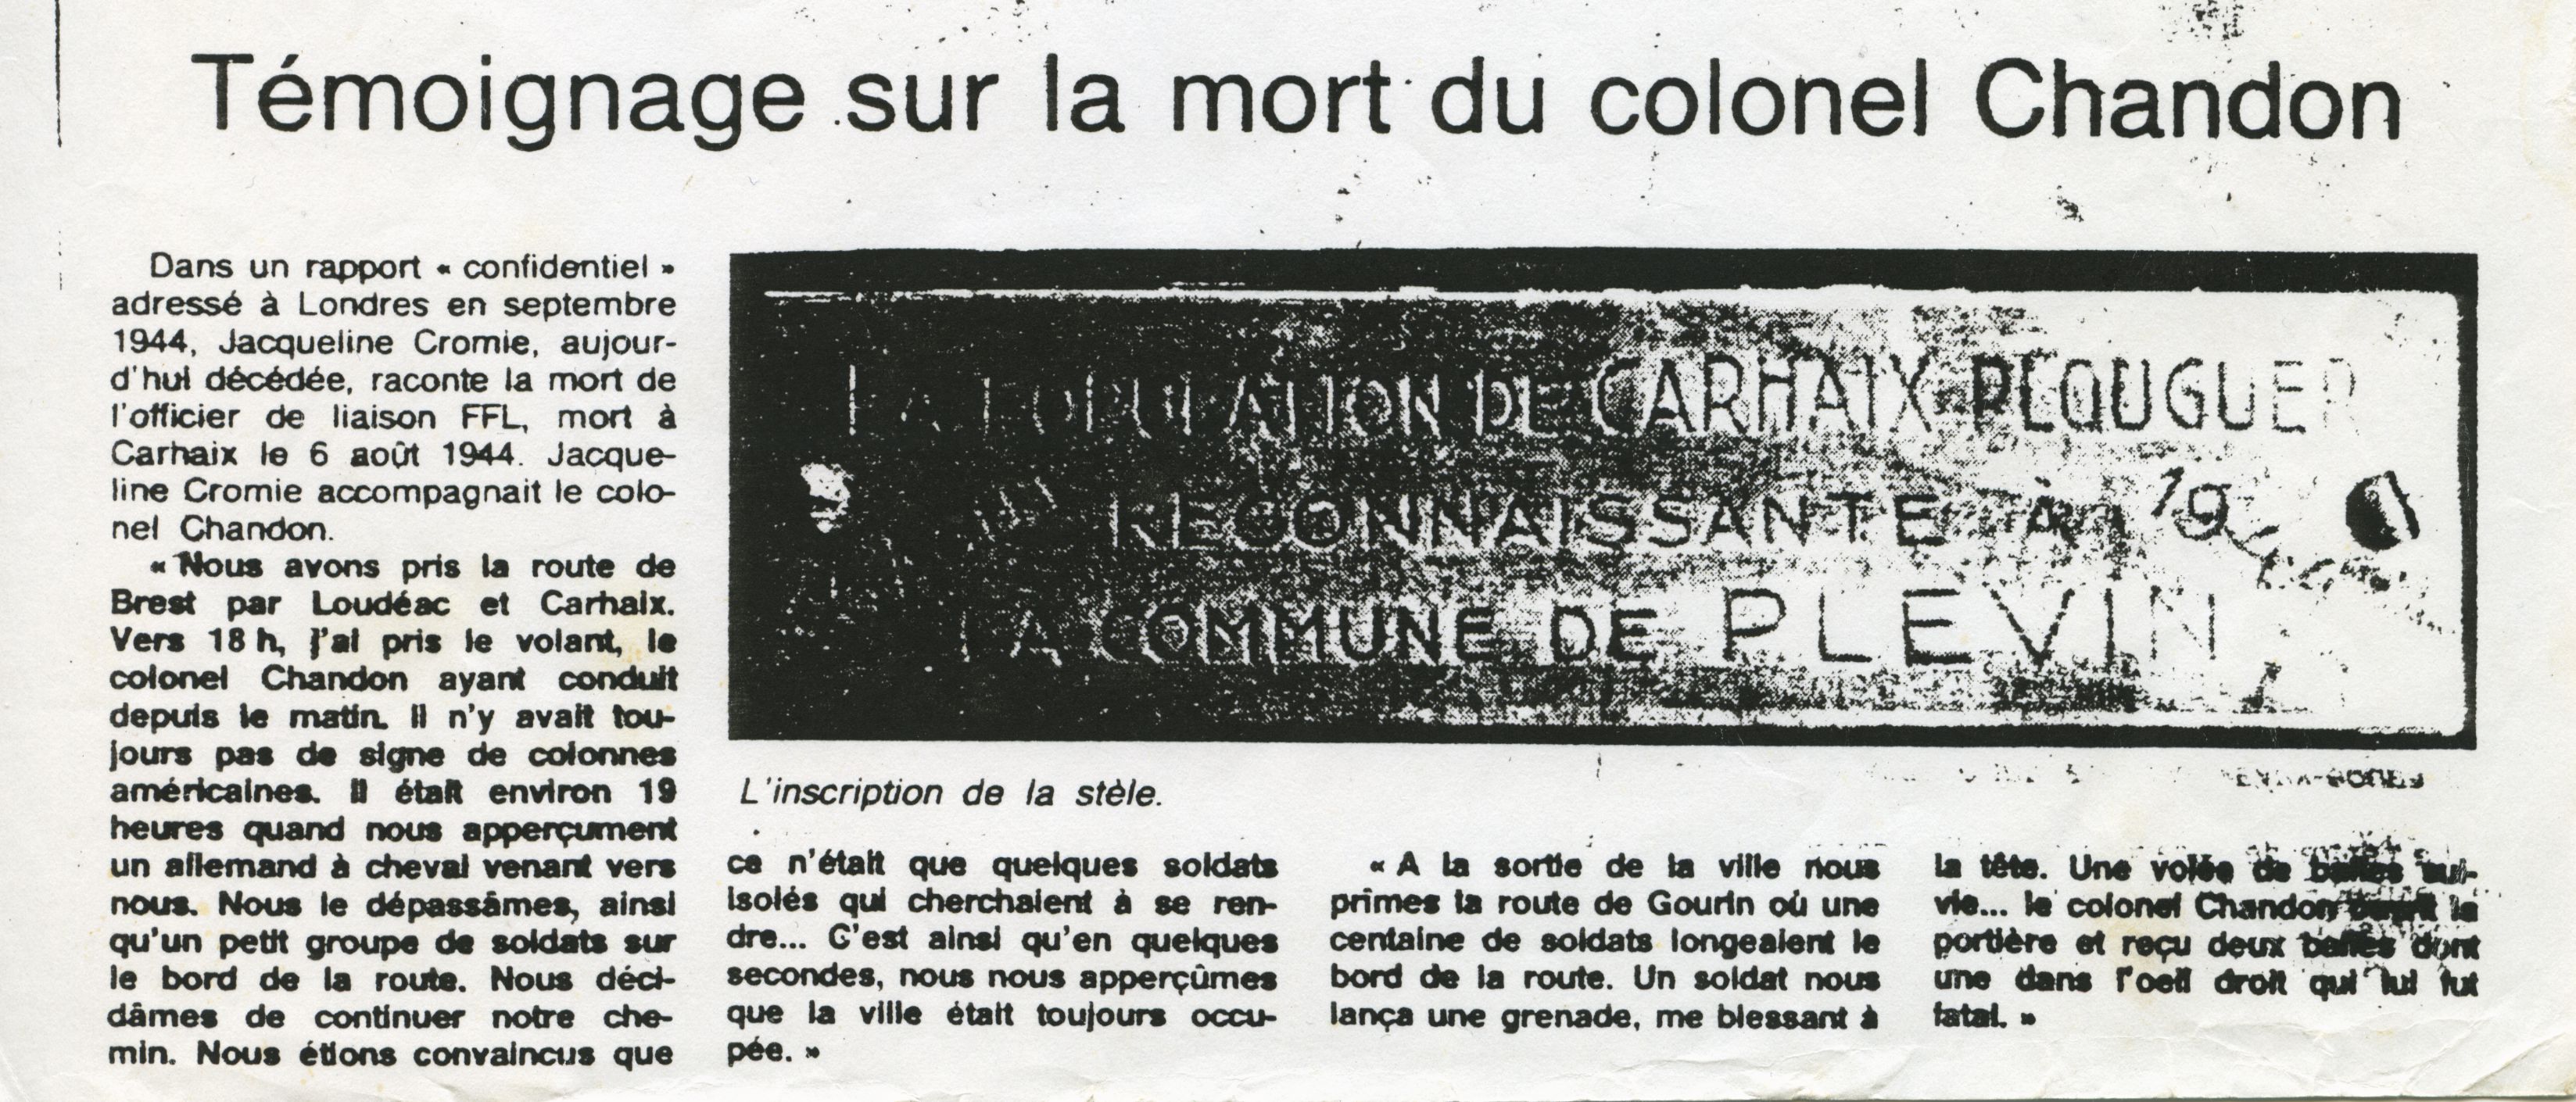 Témoignage sur la mort du colonel Chandon
Dans un rapport « confidentiel »
adressé à Londres en septembre
1944, Jacqueline Cromie, aujour-
d'hui décédée, raconte la mort de
l'officier de liaison FFL, mort à
Carhaix le 6 août 1944. Jacque-
line Cromie accompagnait le colo-
nel Chandon.
« Nous avons pris la route de
Brest par Loudéac et Carhaix.
Vers 18 h, j'ai pris le volant, le
colonel Chandon ayant conduit
depuis le matin. Il n'y avait tou-
jours pas de signe de colonnes
américaines. Il était environ 19
heures quand nous apperçument
un allemand à cheval venant vers
nous. Nous le dépassâmes, ainsi
qu'un petit groupe de soldats sur
le bord de la route. Nous déci-
dâmes de continuer notre che-
min. Nous étions convaincus que
LA POPULATION DE CARHAIX PLOUGUER
RECONNAISSANTE À
LA COMMUNE DE PLEVIN
L'inscription de la stèle.
ce n'était que quelques soldats
isolés qui cherchaient à se ren-
dre... C'est ainsi qu'en quelques
secondes, nous nous apperçûmes
que la ville était toujours occu-
pée. »
« A la sortie de la ville nous
primes la route de Gourin où une
centaine de soldats longeaient le
bord de la route. Un soldat nous
lança une grenade, me blessant à
la tête. Une volée de balles sui-
vie... le colonel Chandon la
portière et reçu deux balles dont
une dans l'oeil droit qui lui fut
fatal. »